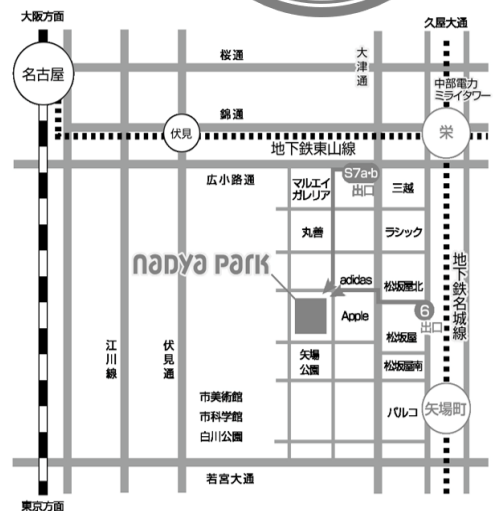 大阪方面
久屋大通
桜通
大津通
名古屋
中部電力
ミライタワー
錦通
伏見
栄
地下鉄東山線
広小路通
マルエイ
ガレリア
S7a・b
出口
三越
丸善
ラシック
nadya park
adidas
松坂屋北
地下鉄名城線
Apple
6
出口
松坂屋
江川線
伏見通
矢場
公園
松坂屋南
市美術館
市科学館
白川公園
パルコ
矢場町
若宮大通
東京方面